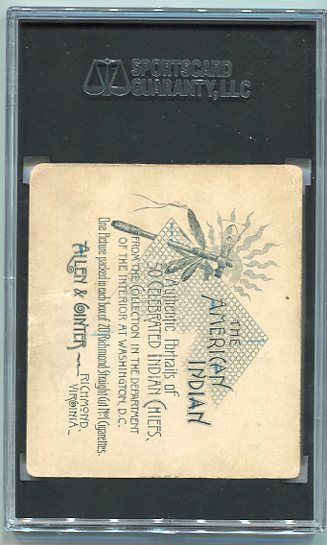 SPORTSCARD
GUARANTY, LLC
THE
AMERICAN
INDIAN
Authentic Portraits of
50 CELEBRATED INDIAN CHIEFS,
FROM THE COLLECTION IN THE DEPARTMENT
OF THE INTERIOR AT WASHINGTON, D.C.
One Picture packed in each box of 20 Richmond Straight Cut No.1 Cigarettes.
ALLEN & GINTER
RICHMOND,
VIRGINIA